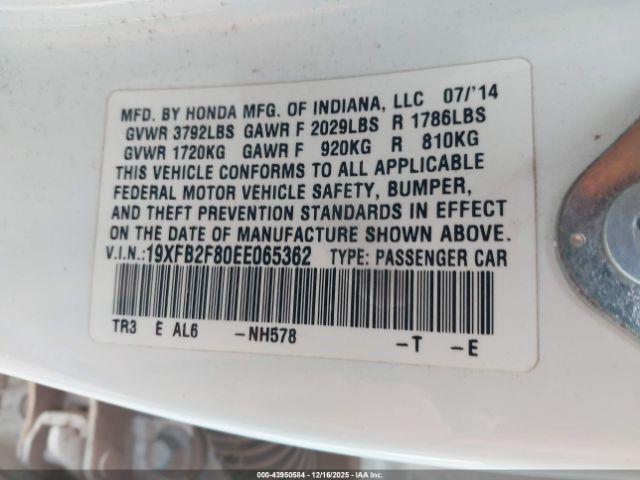 MFD. BY HONDA MFG. OF INDIANA, LLC 07/'14
GVWR 3792LBS GAWR F 2029LBS R 1786LBS
GVWR 1720KG GAWR F 920KG R 810KG
THIS VEHICLE CONFORMS TO ALL APPLICABLE
FEDERAL MOTOR VEHICLE SAFETY, BUMPER,
AND THEFT PREVENTION STANDARDS IN EFFECT
ON THE DATE OF MANUFACTURE SHOWN ABOVE.
V.I.N.:19XFB2F80EE065362 TYPE: PASSENGER CAR
TR3 E AL6 -NH578 -T -E
000-43950584 - 12/16/2025 - IAAI.com